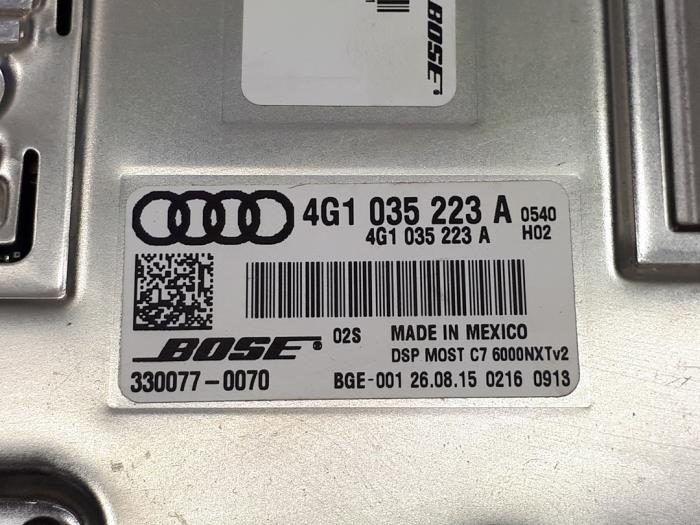 BOSE
4G1 035 223 A 0540
4G1 035 223 A H02
BOSE® 02S MADE IN MEXICO
DSP MOST C7 6000NXTv2
330077-0070 BGE-001 26.08.15 0216 0913